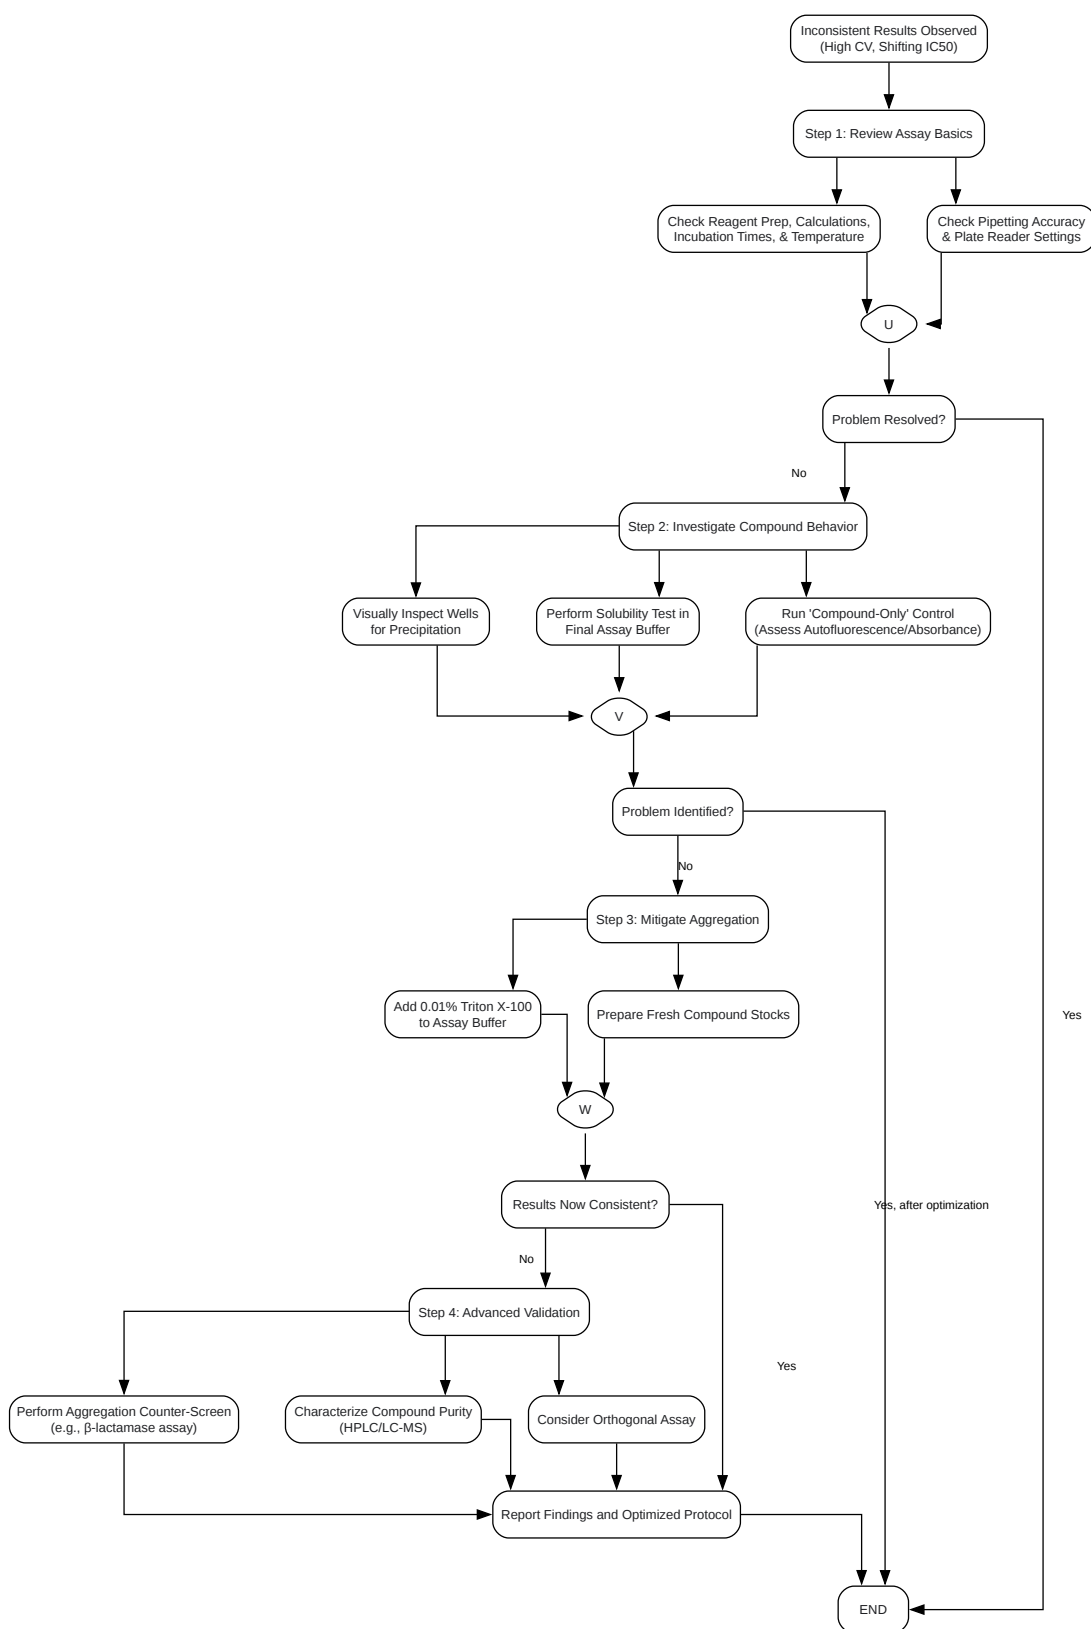 Inconsistent Results Observed
(High CV, Shifting IC50)
Step 1: Review Assay Basics
Check Reagent Prep, Calculations,
Incubation Times, & Temperature
Check Pipetting Accuracy
& Plate Reader Settings
U
Problem Resolved?
No
Step 2: Investigate Compound Behavior
Visually Inspect Wells
for Precipitation
Perform Solubility Test in
Final Assay Buffer
Run 'Compound-Only' Control
(Assess Autofluorescence/Absorbance)
V
Problem Identified?
No
Step 3: Mitigate Aggregation
Add 0.01% Triton X-100
to Assay Buffer
Prepare Fresh Compound Stocks
Yes
W
Results Now Consistent?
Yes, after optimization
No
Step 4: Advanced Validation
Yes
Perform Aggregation Counter-Screen
(e.g., β-lactamase assay)
Characterize Compound Purity
(HPLC/LC-MS)
Consider Orthogonal Assay
Report Findings and Optimized Protocol
END